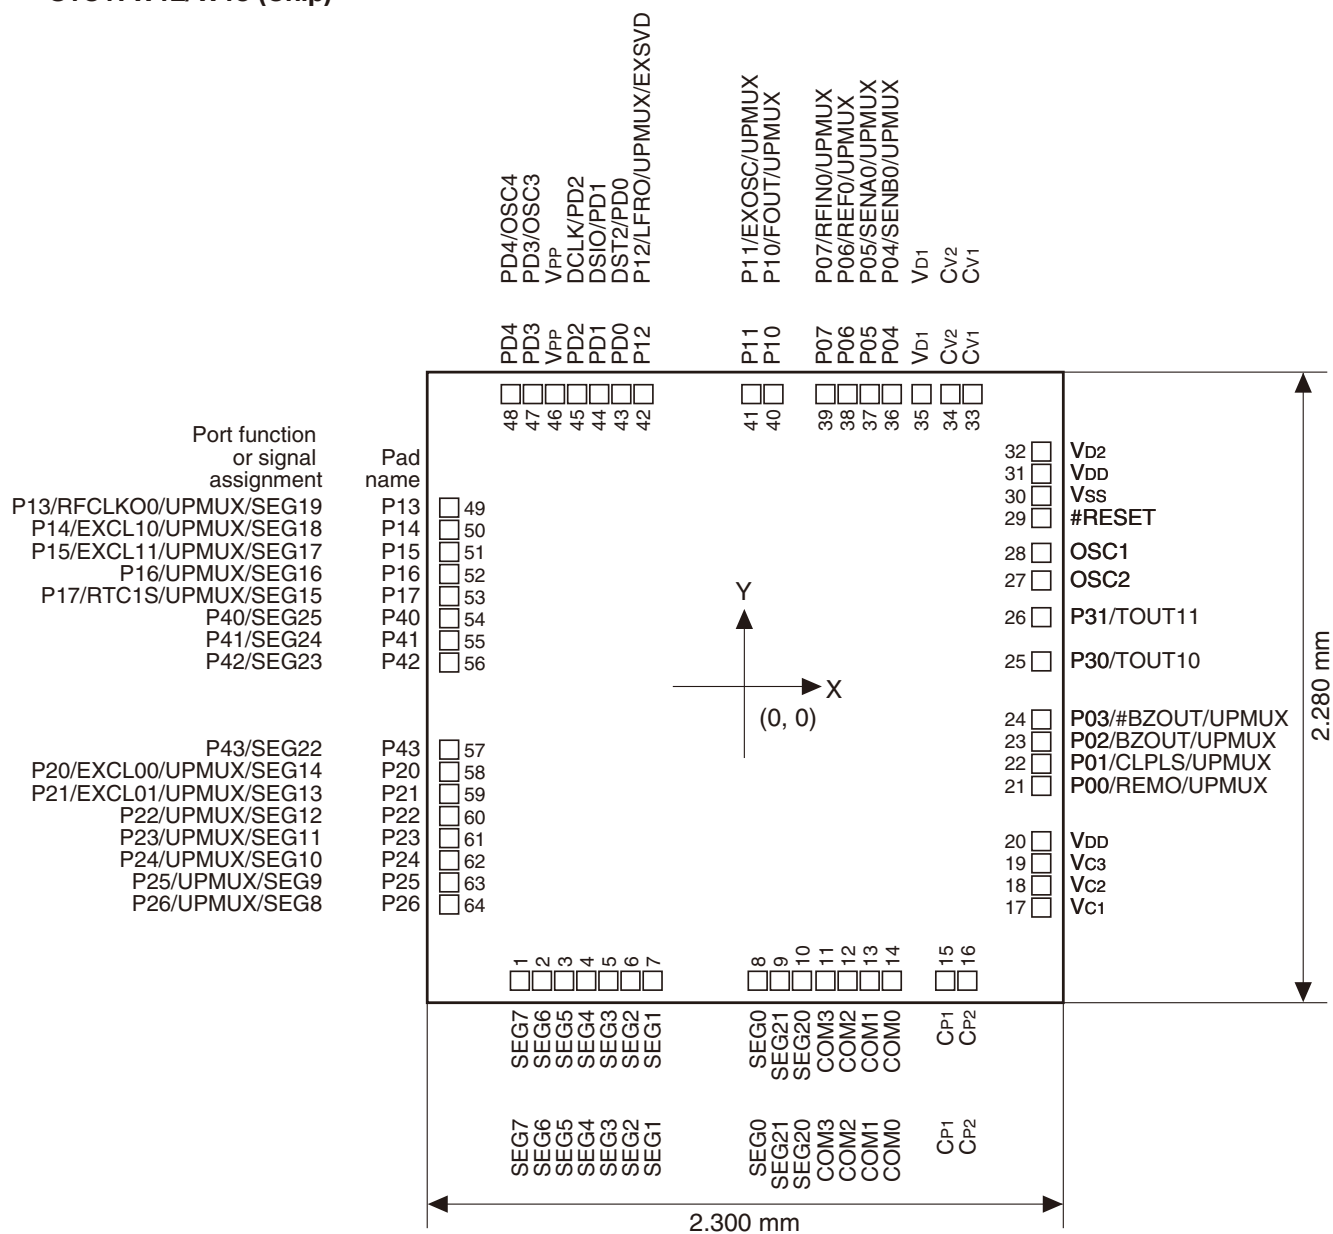 PD4/OSC4
PD3/OSC3
VPP
DCLK/PD2
DSIO/PD1
DST2/PD0
P12/LFRO/UPMUX/EXSVD
P11/EXOSC/UPMUX
P10/FOUT/UPMUX
P07/RFIN0/UPMUX
P06/REF0/UPMUX
P05/SENA0/UPMUX
P04/SENB0/UPMUX
VD1
CV2
CV1
PD4
PD3
VPP
PD2
PD1
PD0
P12
P11
P10
P07
P06
P05
P04
VD1
CV2
CV1
48
47
46
45
44
43
42
41
40
39
38
37
36
35
34
33
Port function
or signal
assignment
Pad
name
P13/RFCLKO0/UPMUX/SEG19 P13 49
P14/EXCL10/UPMUX/SEG18 P14 50
P15/EXCL11/UPMUX/SEG17 P15 51
P16/UPMUX/SEG16 P16 52
P17/RTC1S/UPMUX/SEG15 P17 53
P40/SEG25 P40 54
P41/SEG24 P41 55
P42/SEG23 P42 56
P43/SEG22 P43 57
P20/EXCL00/UPMUX/SEG14 P20 58
P21/EXCL01/UPMUX/SEG13 P21 59
P22/UPMUX/SEG12 P22 60
P23/UPMUX/SEG11 P23 61
P24/UPMUX/SEG10 P24 62
P25/UPMUX/SEG9 P25 63
P26/UPMUX/SEG8 P26 64
Y
X
(0, 0)
32 VD2
31 VDD
30 VSS
29 #RESET
28 OSC1
27 OSC2
26 P31/TOUT11
25 P30/TOUT10
24 P03/#BZOUT/UPMUX
23 P02/BZOUT/UPMUX
22 P01/CLPLS/UPMUX
21 P00/REMO/UPMUX
20 VDD
19 VC3
18 VC2
17 VC1
2.280 mm
1
2
3
4
5
6
7
8
9
10
11
12
13
14
15
16
SEG7
SEG6
SEG5
SEG4
SEG3
SEG2
SEG1
SEG0
SEG21
SEG20
COM3
COM2
COM1
COM0
CP1
CP2
SEG7
SEG6
SEG5
SEG4
SEG3
SEG2
SEG1
SEG0
SEG21
SEG20
COM3
COM2
COM1
COM0
CP1
CP2
2.300 mm